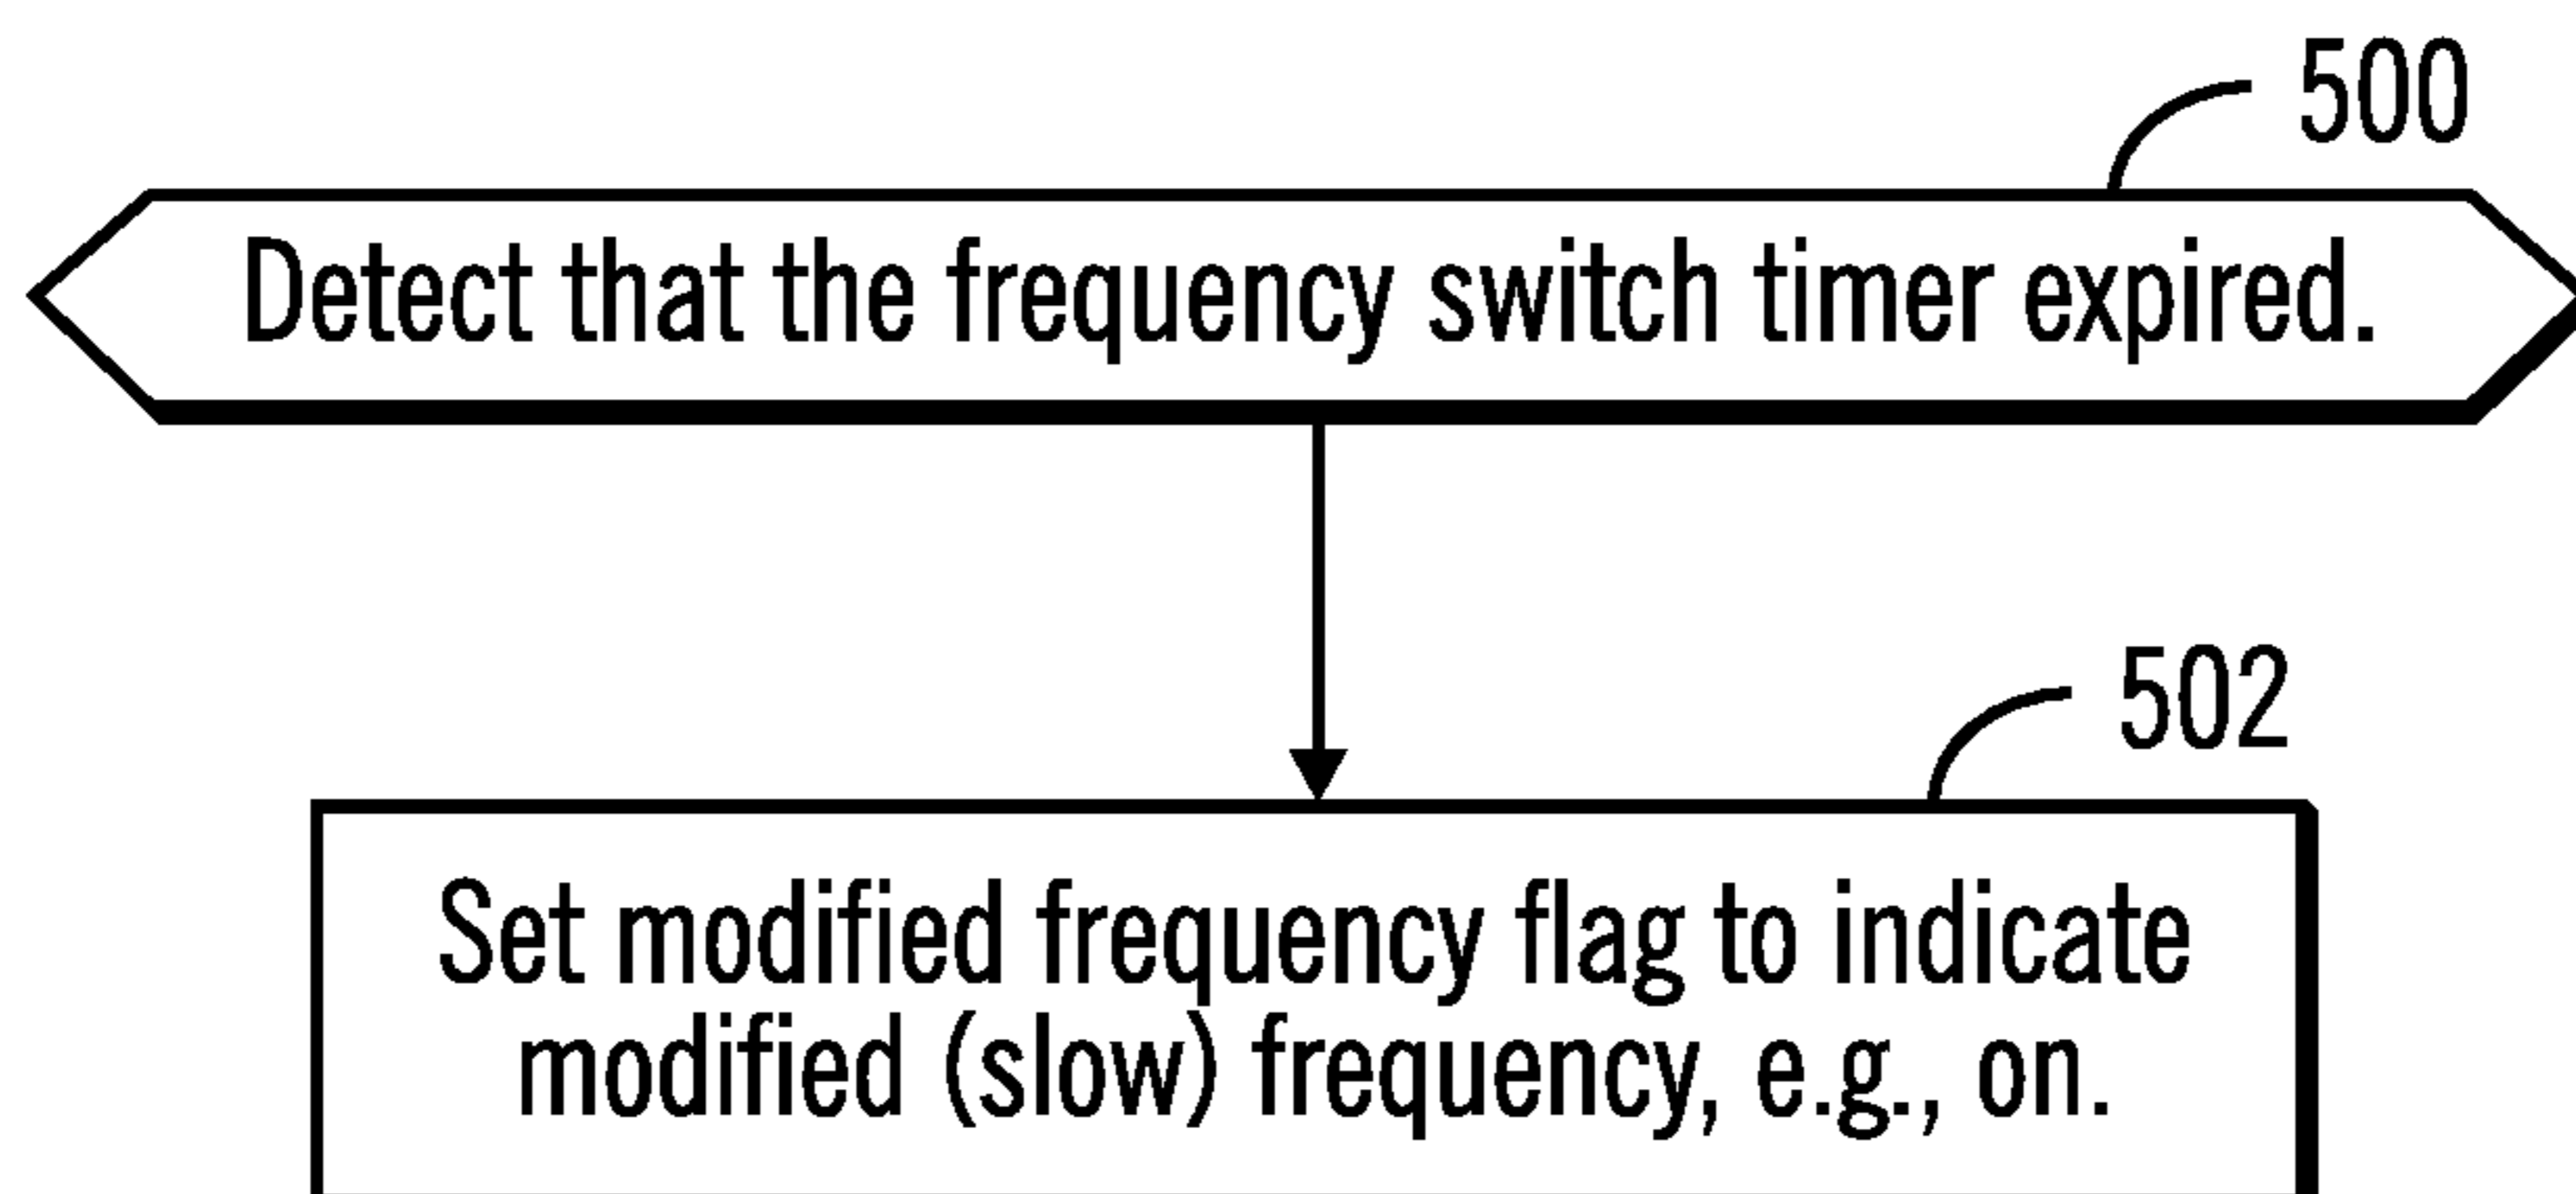 500
Detect that the frequency switch timer expired.
502
Set modified frequency flag to indicate
modified (slow) frequency, e.g., on.